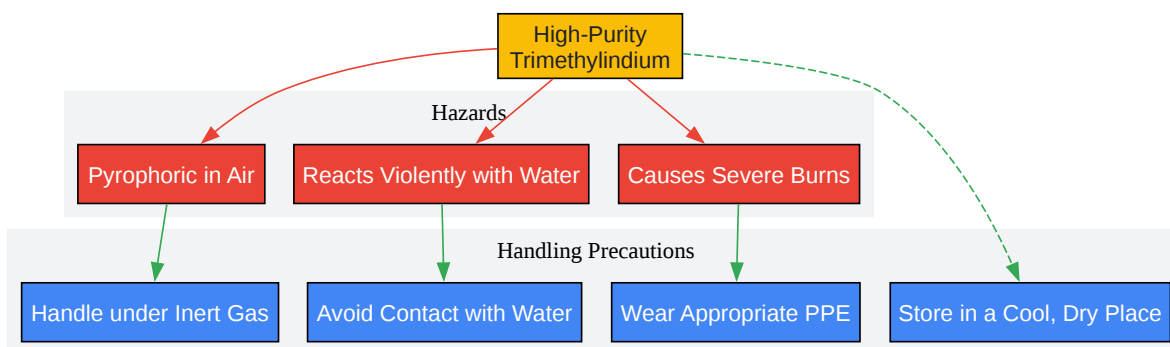 High-Purity
Trimethylindium
Hazards
Pyrophoric in Air
Reacts Violently with Water
Causes Severe Burns
Handling Precautions
Handle under Inert Gas
Avoid Contact with Water
Wear Appropriate PPE
Store in a Cool, Dry Place